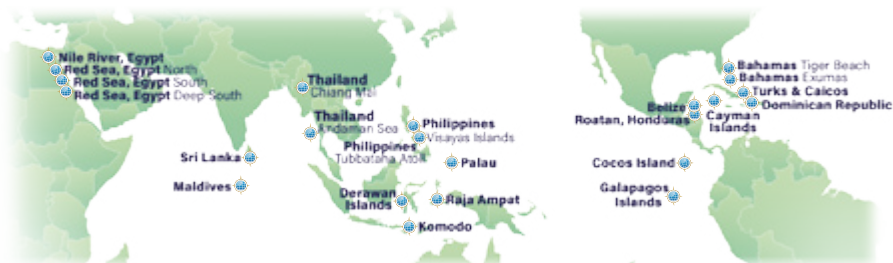 Nile River, Egypt
Red Sea, Egypt North
Red Sea, Egypt South
Red Sea, Egypt Deep South
Thailand
Chiang Mai
Thailand
Andaman Sea
Philippines
Visayas Islands
Philippines
Tubbataha Atoll
Sri Lanka
Palau
Maldives
Derawan
Islands
Raja Ampat
Komodo
Bahamas Tiger Beach
Bahamas Exumas
Turks & Caicos
Dominican Republic
Belize
Roatan, Honduras
Cayman
Islands
Cocos Island
Galapagos
Islands